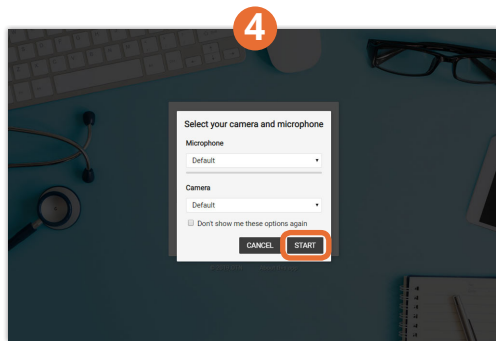 4
Select your camera and microphone
Microphone
Default
Camera
Default
Don't show me these options again
CANCEL START